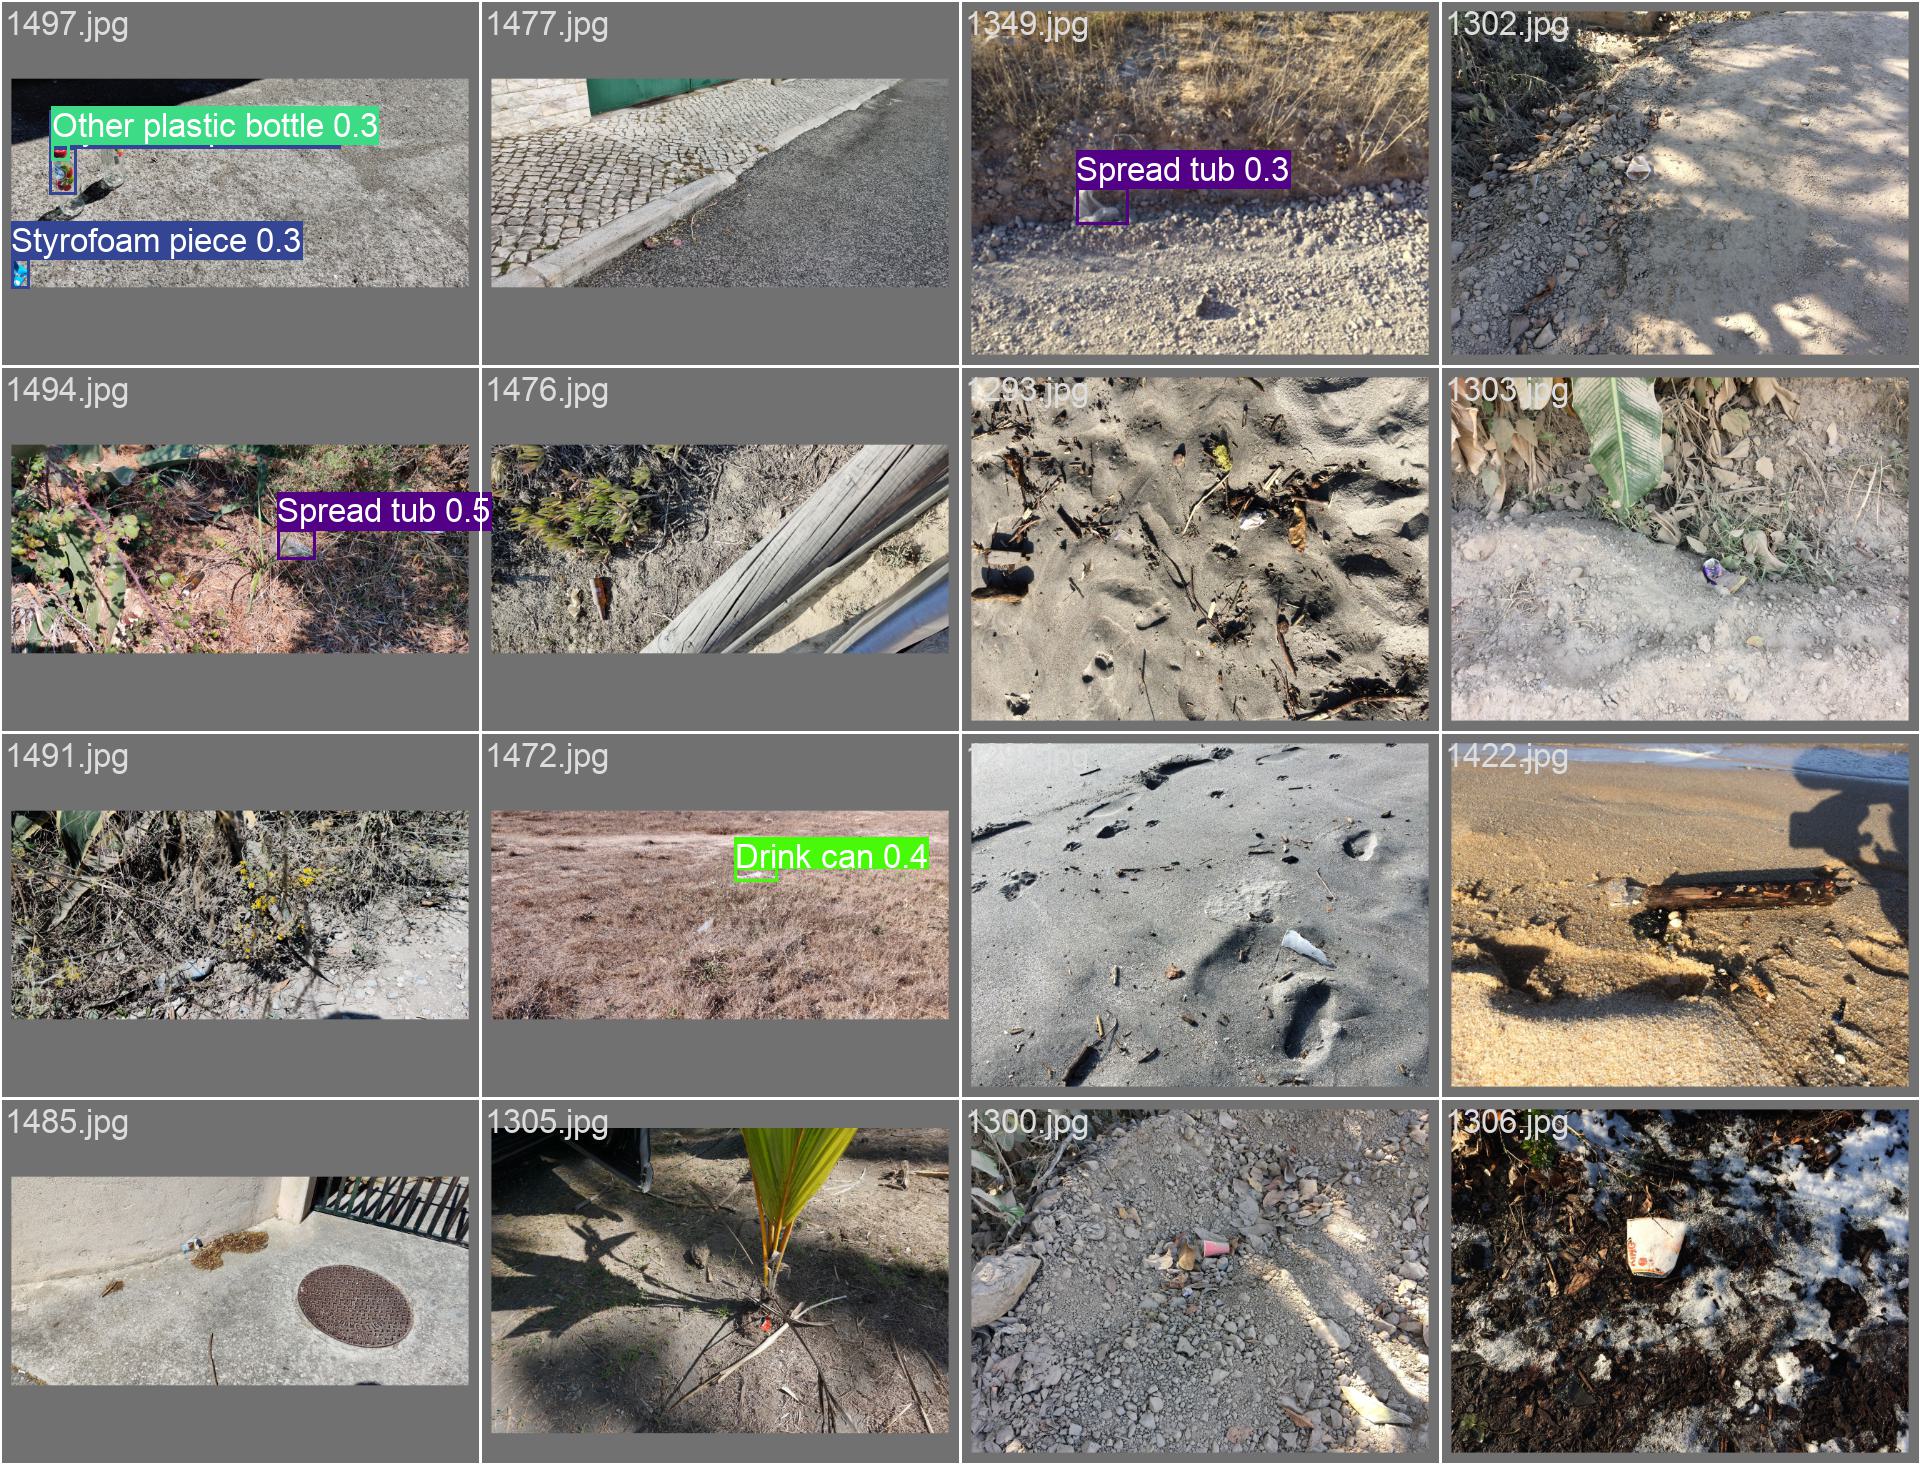 1497.jpg
1477.jpg
1349.jpg
1302.jpg
Other plastic bottle 0.3
Spread tub 0.3
Styrofoam piece 0.3
1494.jpg
1476.jpg
1293.jpg
1303.jpg
Spread tub 0.5
1491.jpg
1472.jpg
1422.jpg
Drink can 0.4
1485.jpg
1305.jpg
1300.jpg
1306.jpg